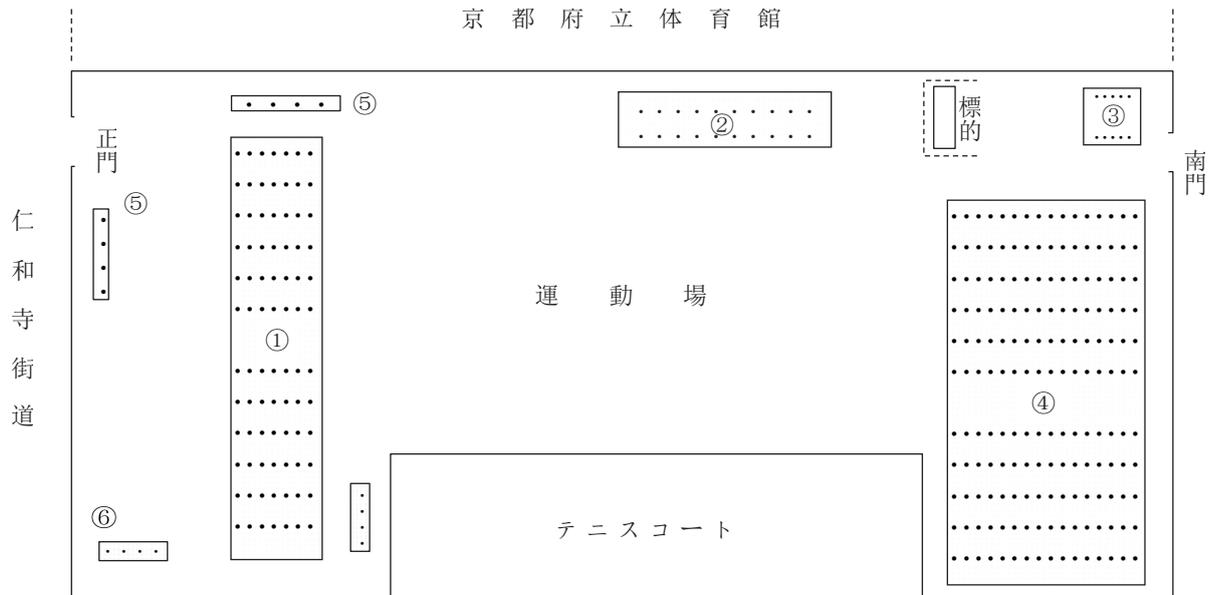 京都府立体育館
⑤
②
標的
③
正門
南門
⑤
仁和寺街道
運動場
①
④
⑥
テニスコート